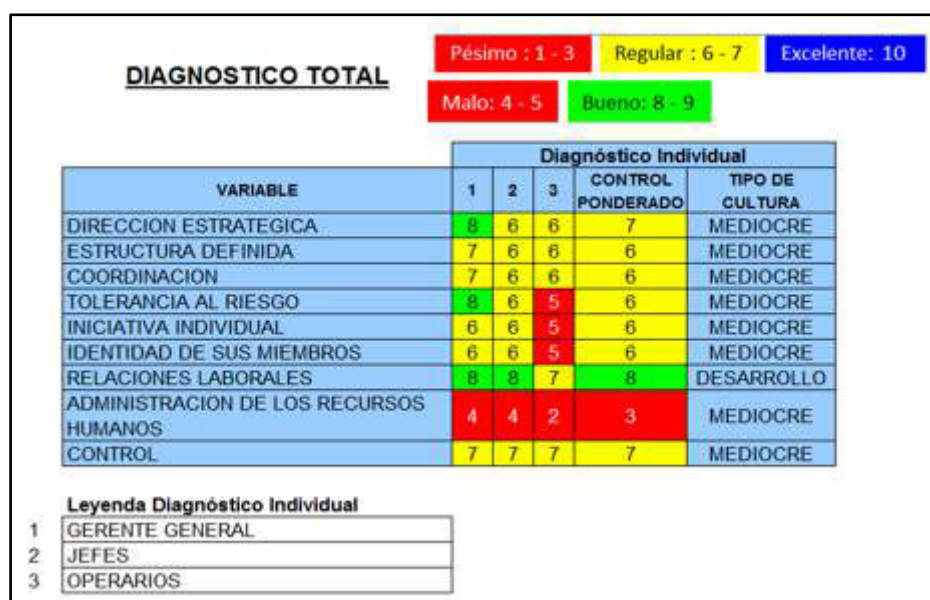 Pésimo : 1 - 3 Regular : 6 - 7 Excelente: 10
DIAGNOSTICO TOTAL
Malo: 4 - 5 Bueno: 8 - 9
Diagnóstico Individual
VARIABLE 1 2 3 CONTROL PONDERADO TIPO DE CULTURA
DIRECCION ESTRATEGICA 8 6 6 7 MEDIOCRE
ESTRUCTURA DEFINIDA 7 6 6 6 MEDIOCRE
COORDINACION 7 6 6 6 MEDIOCRE
TOLERANCIA AL RIESGO 8 6 5 6 MEDIOCRE
INICIATIVA INDIVIDUAL 6 6 5 6 MEDIOCRE
IDENTIDAD DE SUS MIEMBROS 6 6 5 6 MEDIOCRE
RELACIONES LABORALES 8 8 7 8 DESARROLLO
ADMINISTRACION DE LOS RECURSOS
HUMANOS 4 4 2 3 MEDIOCRE
CONTROL 7 7 7 7 MEDIOCRE
Leyenda Diagnóstico Individual
1 GERENTE GENERAL
2 JEFES
3 OPERARIOS